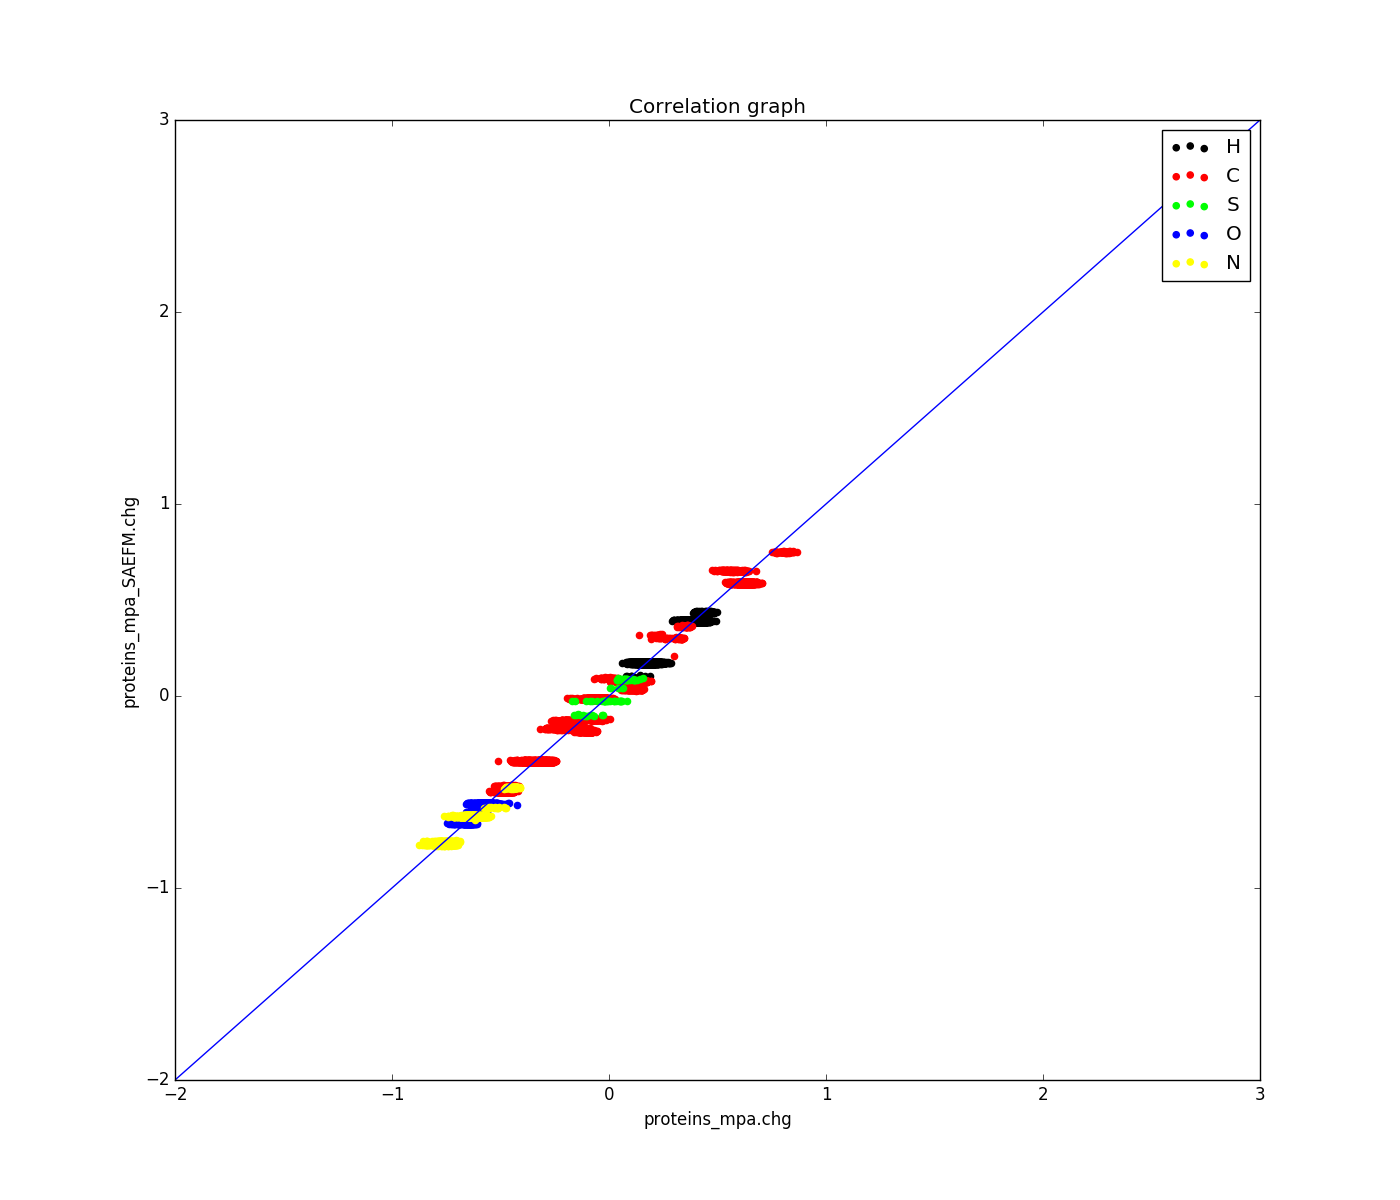 Correlation graph
3
2
1
0
−1
−2
proteins_mpa_SAEFM.chg
H
C
S
O
N
−2 −1 0 1 2 3
proteins_mpa.chg